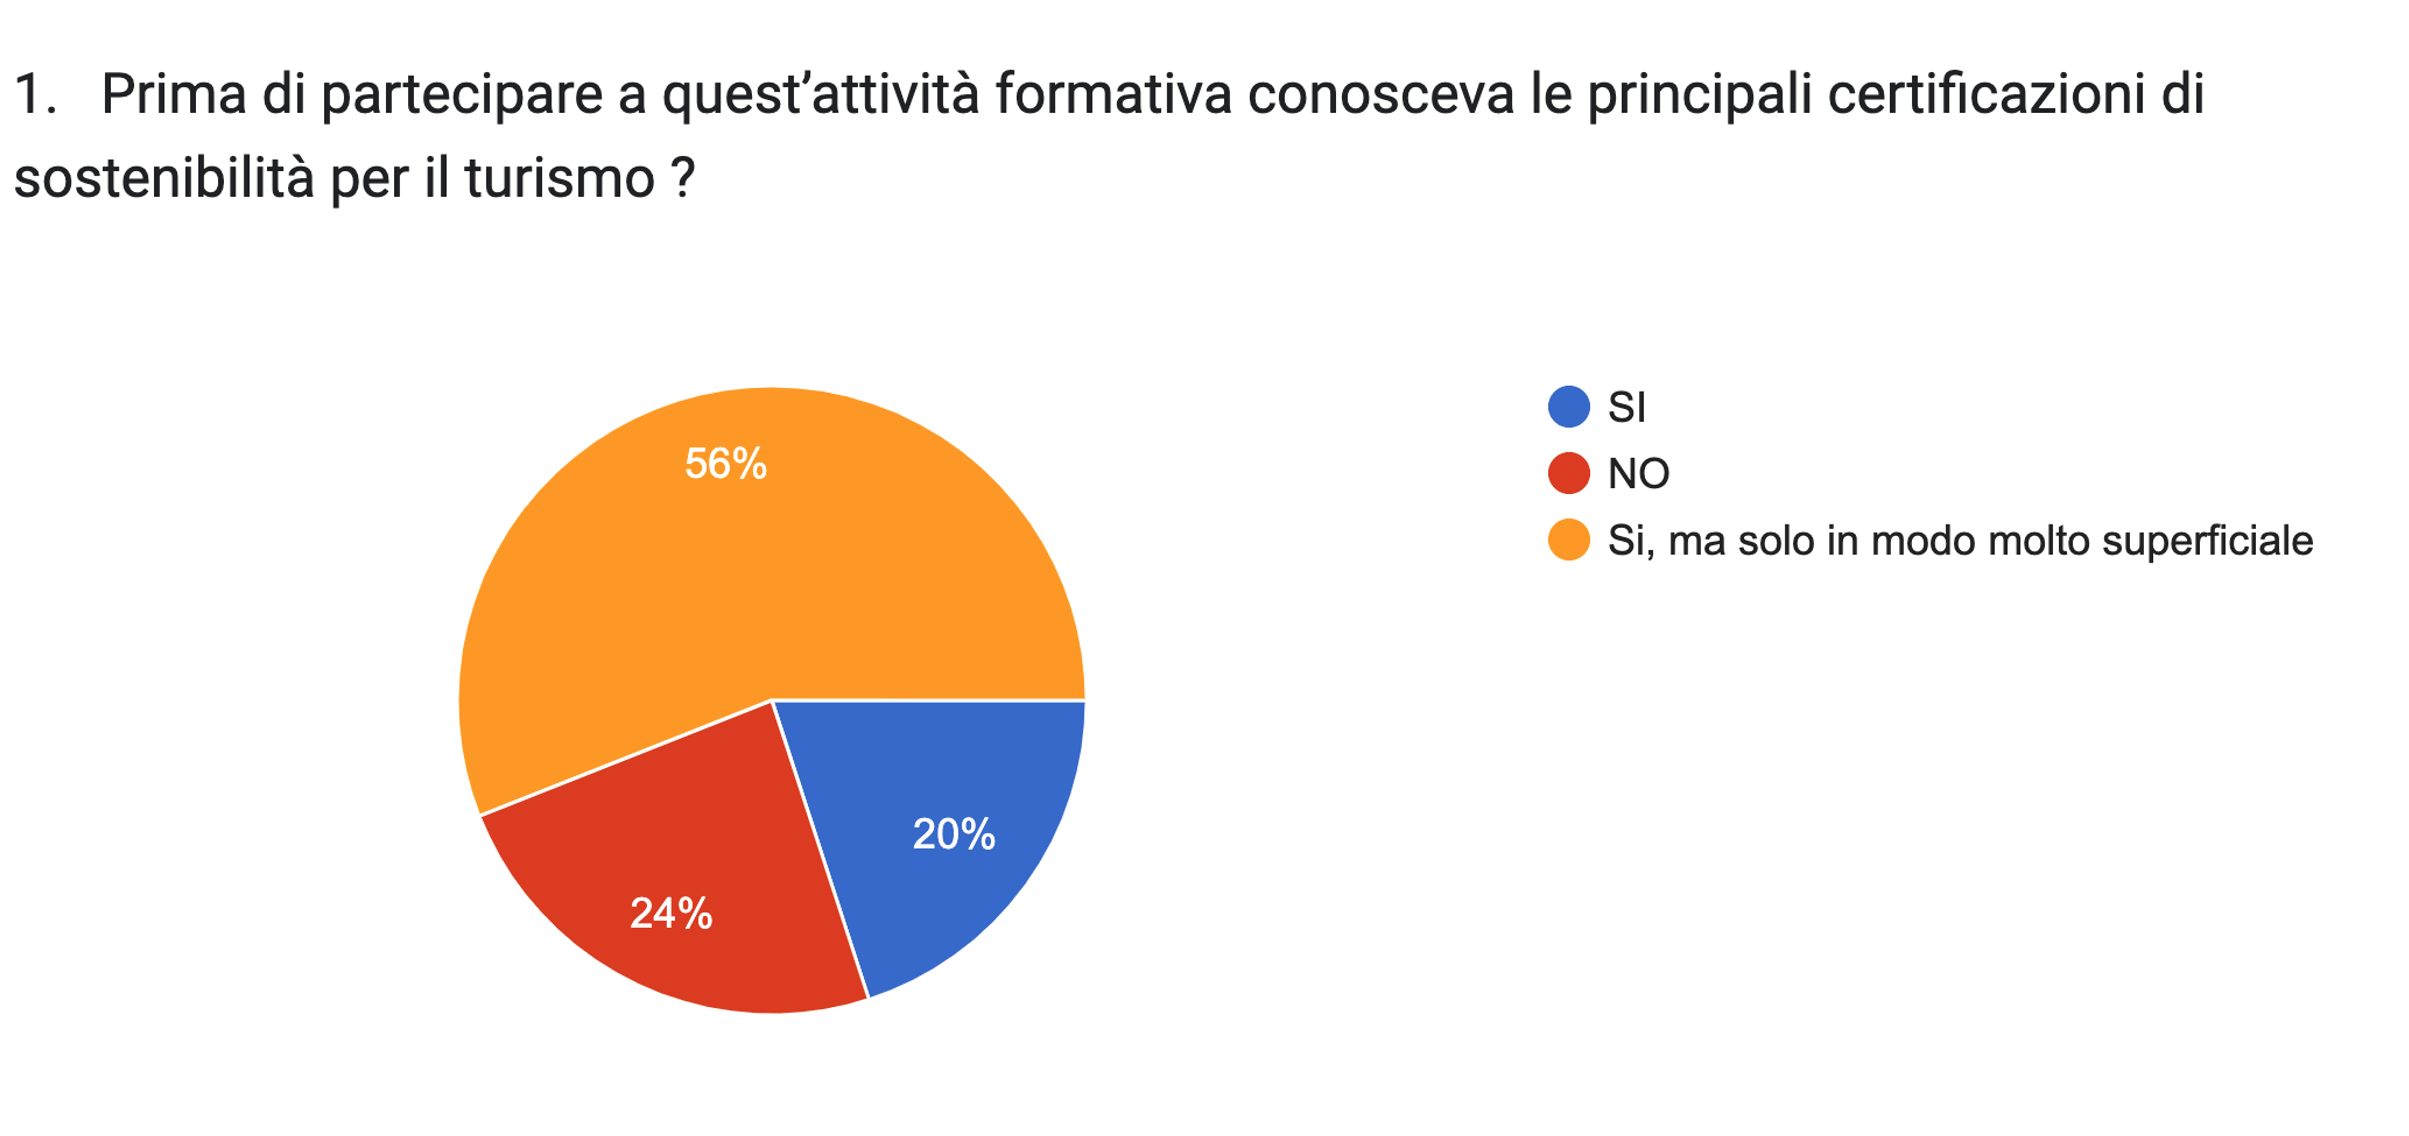 1. Prima di partecipare a quest’attività formativa conosceva le principali certificazioni di
sostenibilità per il turismo ?
SI
NO
Si, ma solo in modo molto superficiale
56%
20%
24%